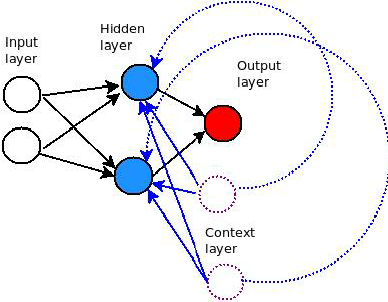 Input
layer
Hidden
layer
Output
layer
Context
layer